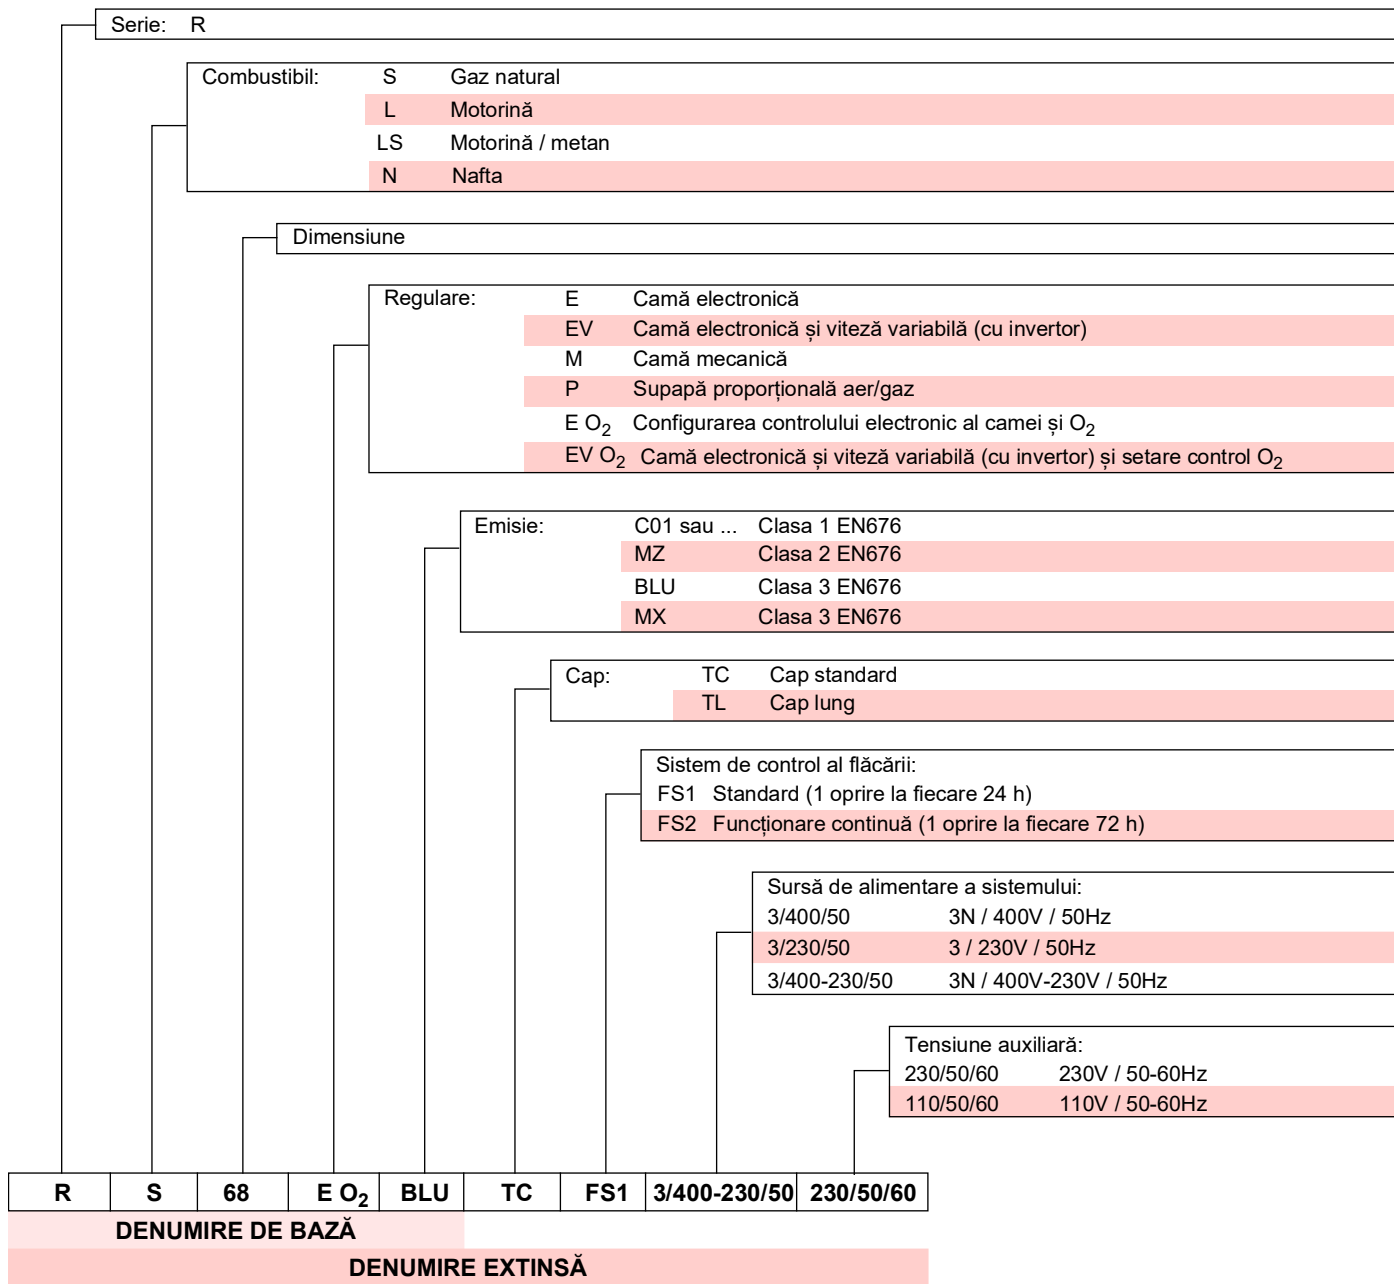 Serie: R
Combustibil: S Gaz natural
L Motorină
LS Motorină / metan
N Nafta
Dimensiune
Regulare: E Camă electronică
EV Camă electronică și viteză variabilă (cu invertor)
M Camă mecanică
P Supapă proporțională aer/gaz
E O2 Configurarea controlului electronic al camei și O2
EV O2 Camă electronică și viteză variabilă (cu invertor) și setare control O2
Emisie: C01 sau ... Clasa 1 EN676
MZ Clasa 2 EN676
BLU Clasa 3 EN676
MX Clasa 3 EN676
Cap: TC Cap standard
TL Cap lung
Sistem de control al flăcării:
FS1 Standard (1 oprire la fiecare 24 h)
FS2 Funcționare continuă (1 oprire la fiecare 72 h)
Sursă de alimentare a sistemului:
3/400/50 3N / 400V / 50Hz
3/230/50 3 / 230V / 50Hz
3/400-230/50 3N / 400V-230V / 50Hz
Tensiune auxiliară:
230/50/60 230V / 50-60Hz
110/50/60 110V / 50-60Hz
R S 68 E O2 BLU TC FS1 3/400-230/50 230/50/60
DENUMIRE DE BAZĂ
DENUMIRE EXTINSĂ